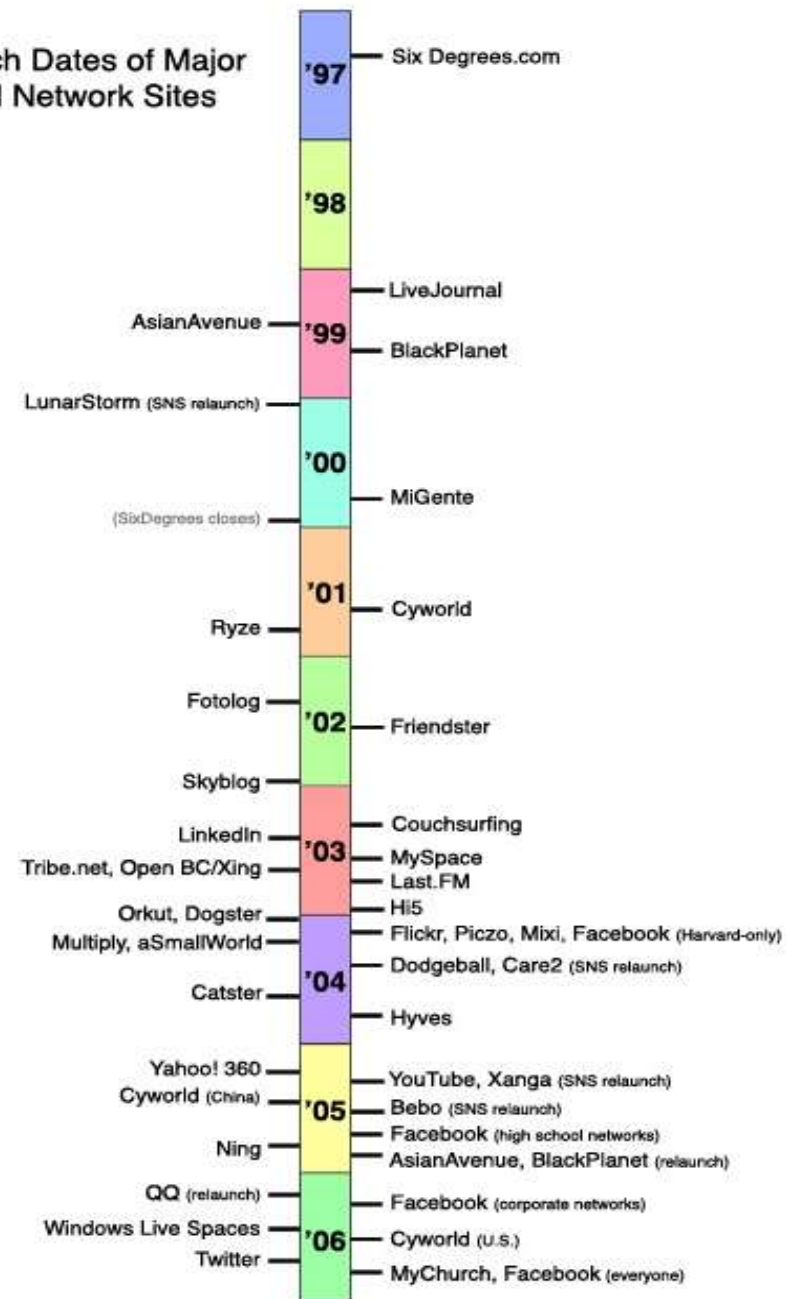 ch Dates of Major
l Network Sites
'97
Six Degrees.com
'98
LiveJournal
AsianAvenue
'99
BlackPlanet
LunarStorm (SNS relaunch)
'00
MiGente
(SixDegrees closes)
'01
Cyworld
Ryze
Fotolog
'02
Friendster
Skyblog
Couchsurfing
LinkedIn
'03
MySpace
Tribe.net, Open BC/Xing
Last.FM
Hi5
Orkut, Dogster
Flickr, Piczo, Mixi, Facebook (Harvard-only)
Multiply, aSmallWorld
Dodgeball, Care2 (SNS relaunch)
'04
Catster
Hyves
Yahoo! 360
YouTube, Xanga (SNS relaunch)
Cyworld (China)
'05
Bebo (SNS relaunch)
Facebook (high school networks)
Ning
AsianAvenue, BlackPlanet (relaunch)
QQ (relaunch)
Facebook (corporate networks)
Windows Live Spaces
'06
Cyworld (U.S.)
Twitter
MyChurch, Facebook (everyone)